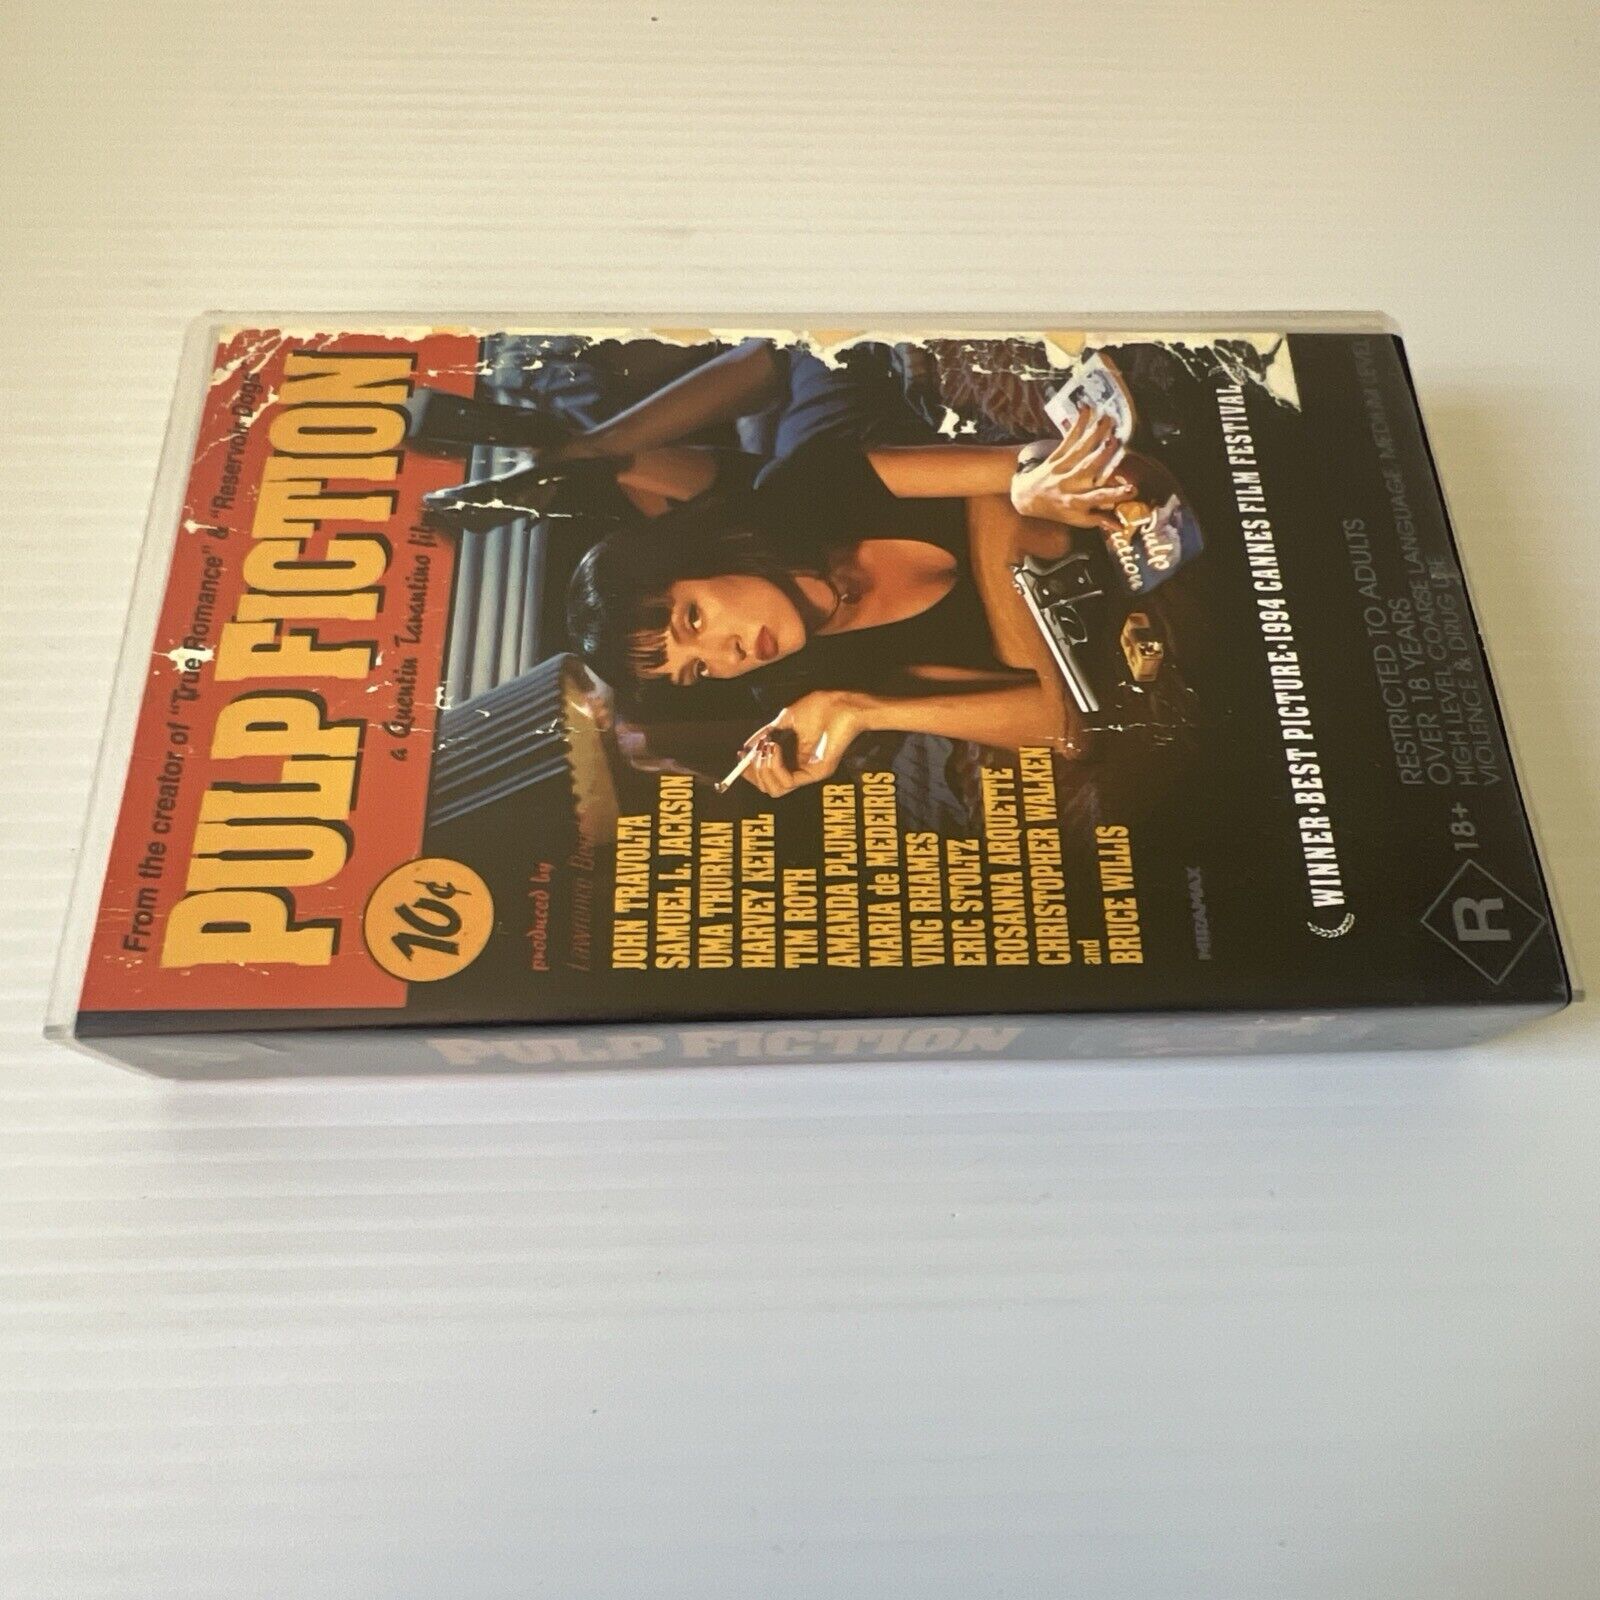 From the creator of "True Romance" & "Reservoir Dogs"
PULP FICTION
a Quentin Tarantino film
10¢
produced by
Lawrence Bender
JOHN TRAVOLTA
SAMUEL L. JACKSON
UMA THURMAN
HARVEY KEITEL
TIM ROTH
AMANDA PLUMMER
MARIA de MEDEIROS
VING RHAMES
ERIC STOLTZ
ROSANNA ARQUETTE
CHRISTOPHER WALKEN
and
BRUCE WILLIS
Pulp
Fiction
MIRAMAX
WINNER·BEST PICTURE·1994 CANNES FILM FESTIVAL
R
18+
RESTRICTED TO ADULTS
OVER 18 YEARS
HIGH LEVEL COARSE LANGUAGE MEDIUM LEVEL
VIOLENCE & DRUG USE
PULP FICTION